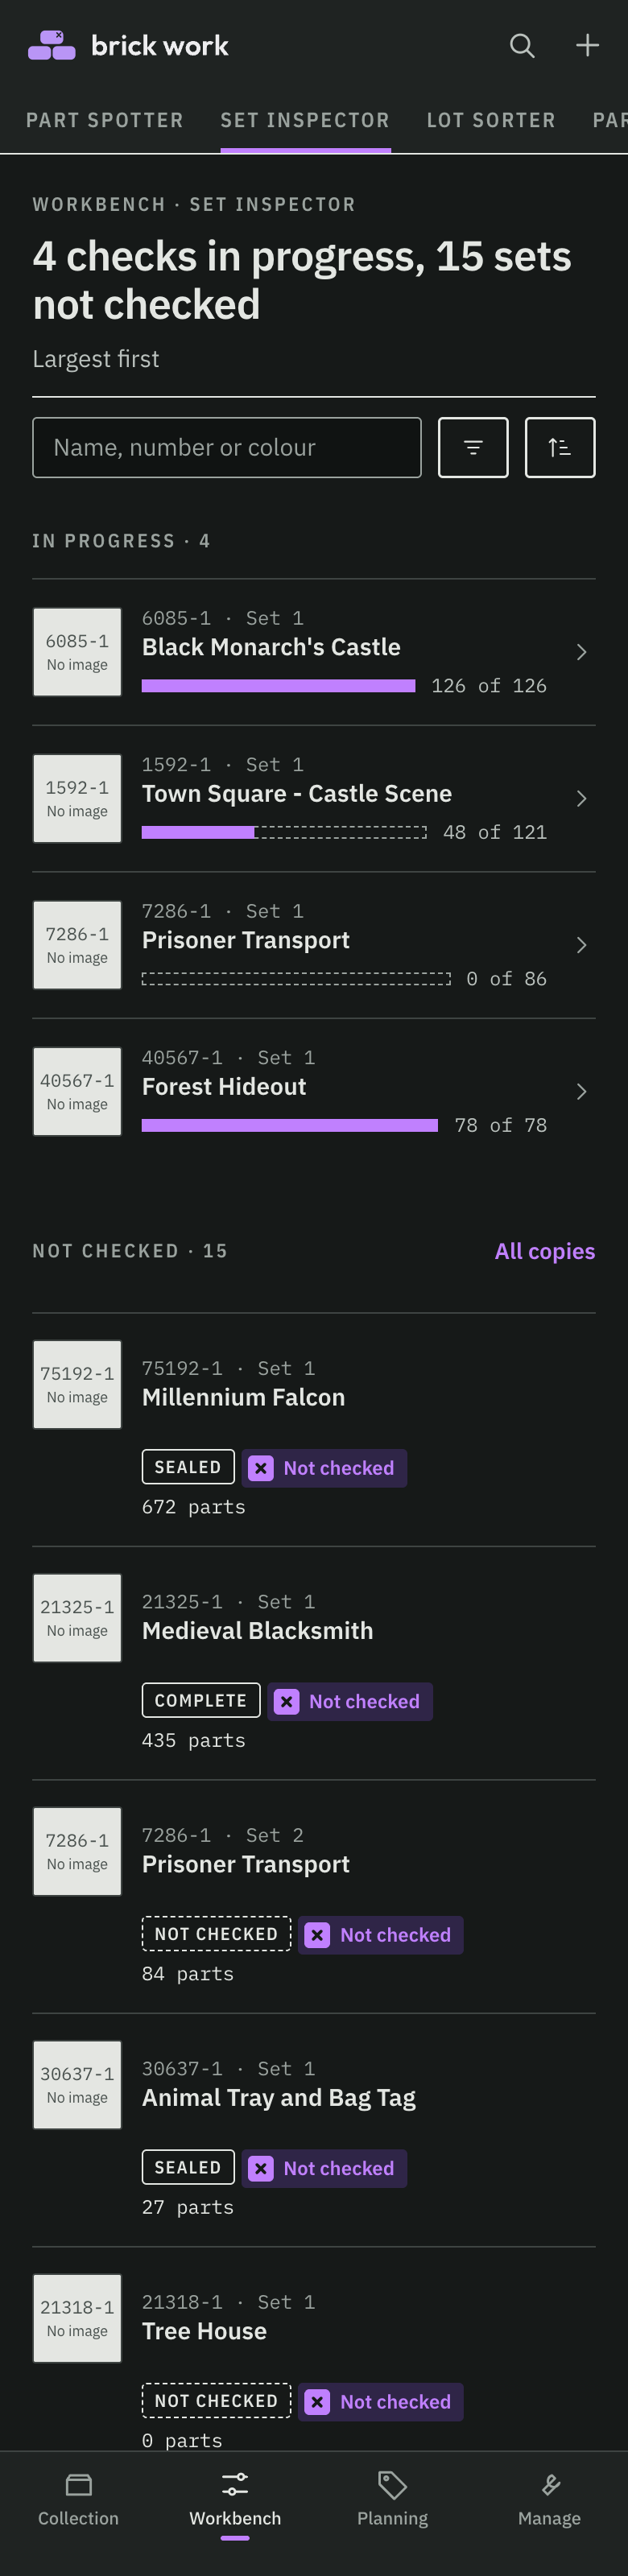 brick work
PART SPOTTER SET INSPECTOR LOT SORTER PAR
WORKBENCH · SET INSPECTOR
4 checks in progress, 15 sets
not checked
Largest first
Name, number or colour
IN PROGRESS · 4
6085-1
No image
6085-1 · Set 1
Black Monarch's Castle
126 of 126
1592-1
No image
1592-1 · Set 1
Town Square - Castle Scene
48 of 121
7286-1
No image
7286-1 · Set 1
Prisoner Transport
0 of 86
40567-1
No image
40567-1 · Set 1
Forest Hideout
78 of 78
NOT CHECKED · 15 All copies
75192-1
No image
75192-1 · Set 1
Millennium Falcon
SEALED Not checked
672 parts
21325-1
No image
21325-1 · Set 1
Medieval Blacksmith
COMPLETE Not checked
435 parts
7286-1
No image
7286-1 · Set 2
Prisoner Transport
NOT CHECKED Not checked
84 parts
30637-1
No image
30637-1 · Set 1
Animal Tray and Bag Tag
SEALED Not checked
27 parts
21318-1
No image
21318-1 · Set 1
Tree House
NOT CHECKED Not checked
0 parts
Collection Workbench Planning Manage